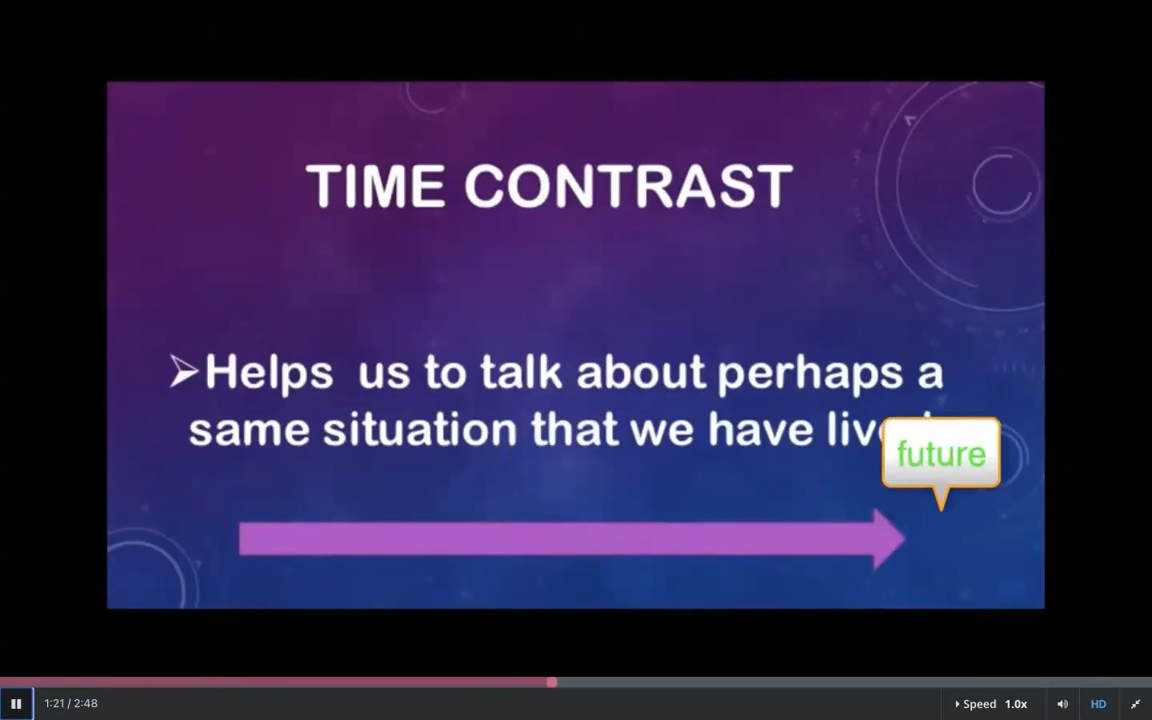 TIME CONTRAST
➢Helps us to talk about perhaps a
same situation that we have
future
1:21 / 2:48
Speed 1.0x
HD